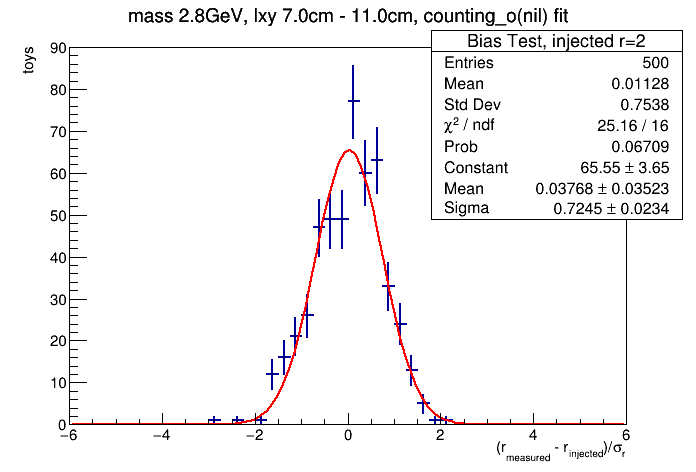 mass 2.8GeV, lxy 7.0cm - 11.0cm, counting_o(nil) fit
Bias Test, injected r=2
Entries 500
Mean 0.01128
Std Dev 0.7538
χ² / ndf 25.16 / 16
Prob 0.06709
Constant 65.55 ± 3.65
Mean 0.03768 ± 0.03523
Sigma 0.7245 ± 0.0234
toys
90
80
70
60
50
40
30
20
10
0
−6 −4 −2 0 2 4 6
(r_measured - r_injected)/σ_r